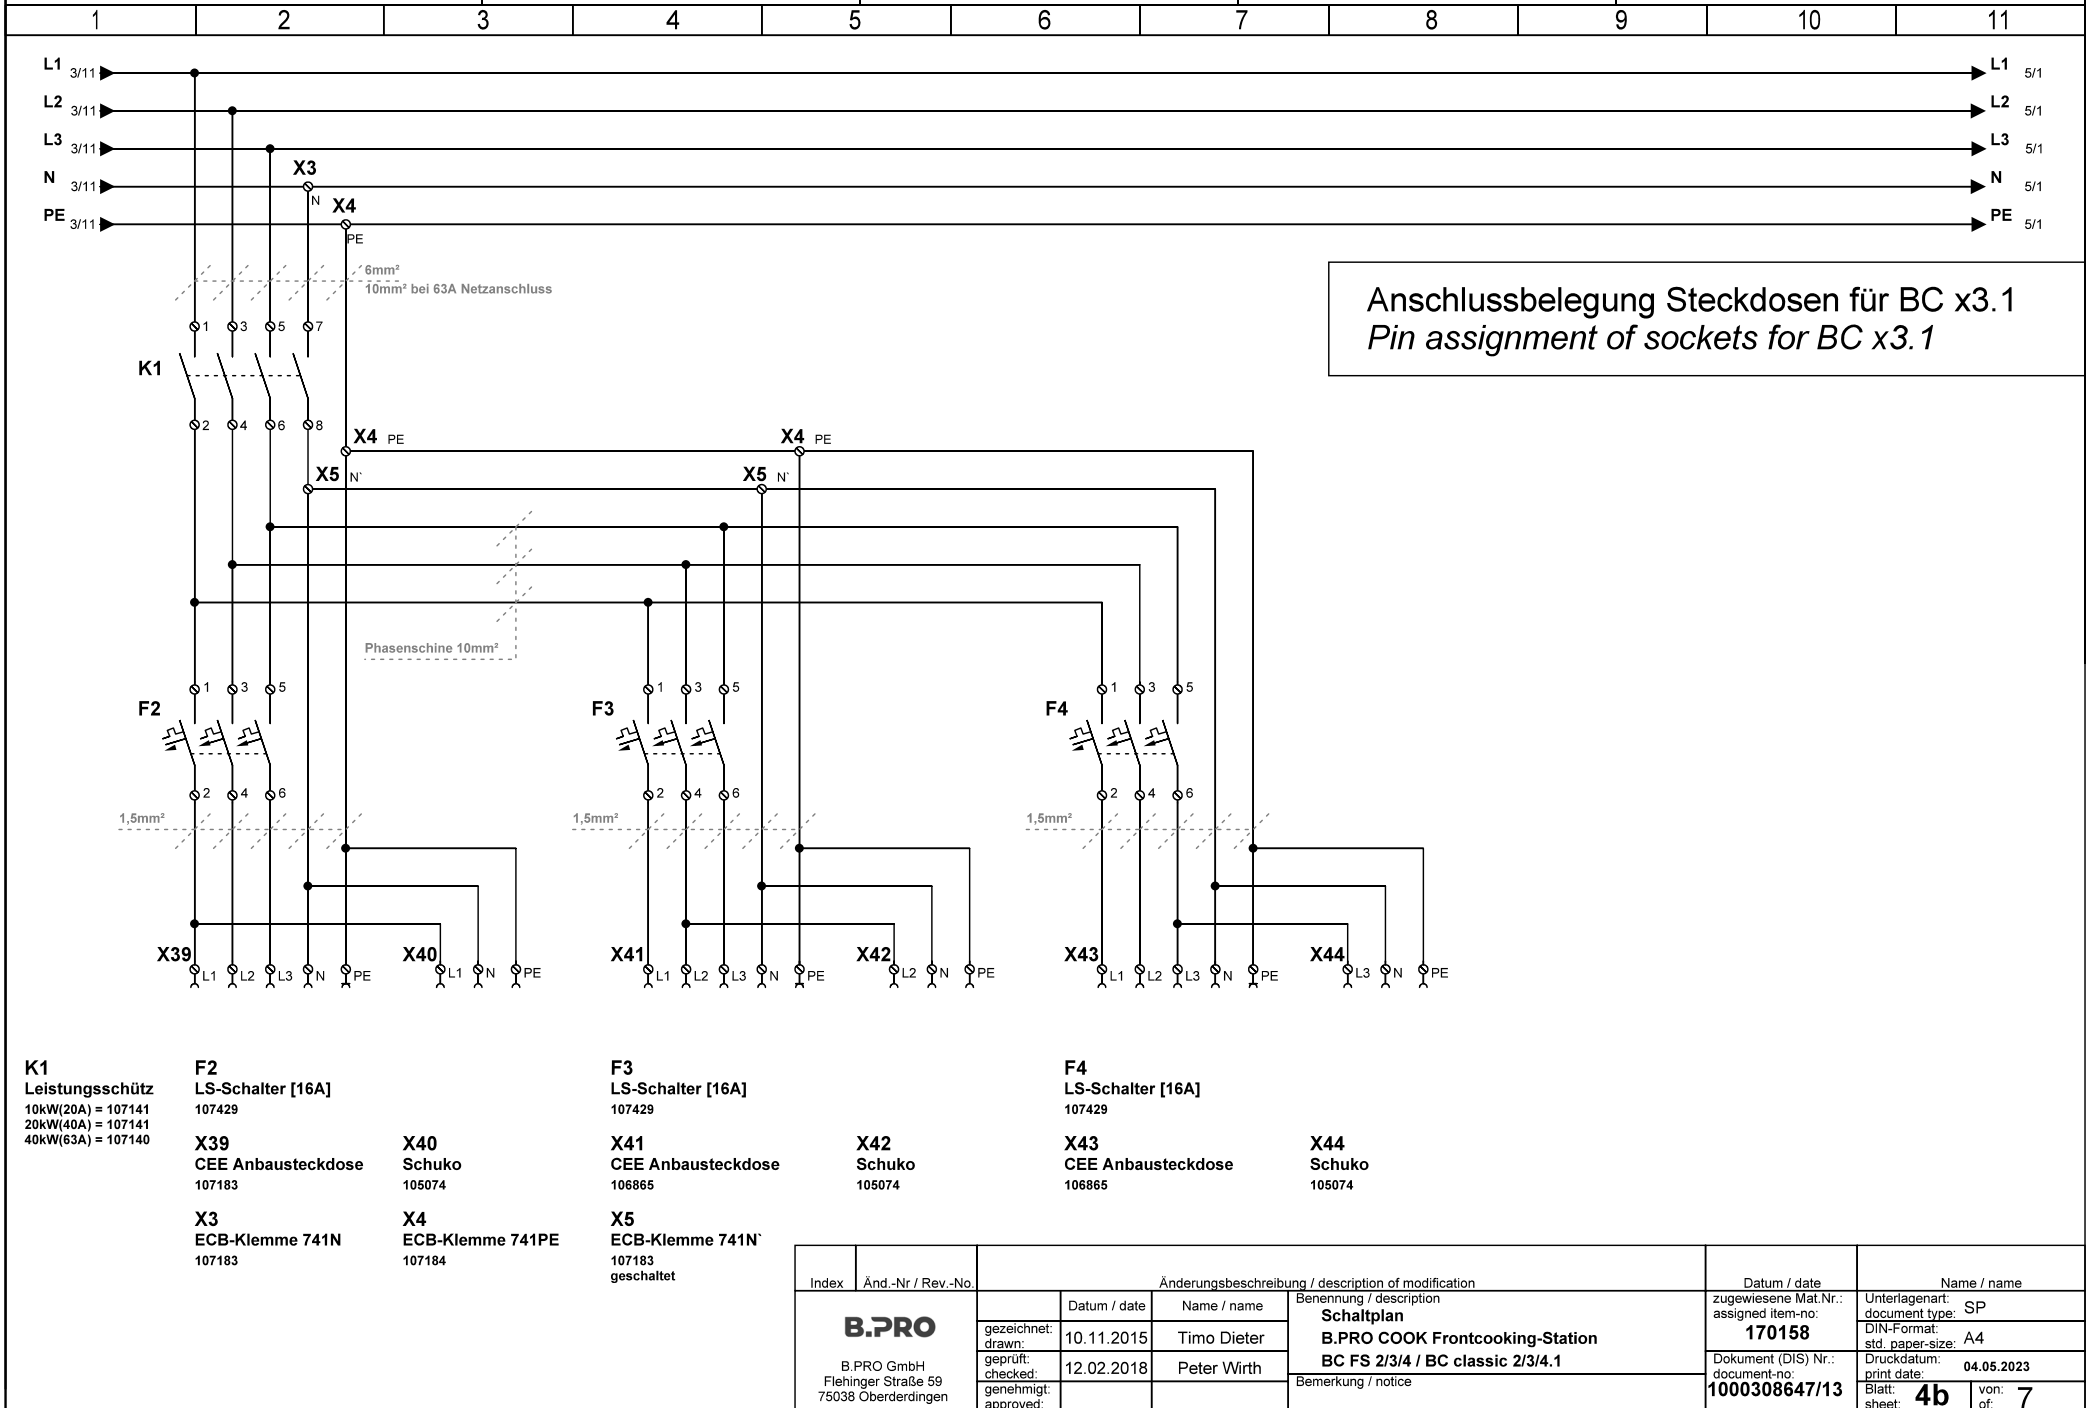 1 2 3 4 5 6 7 8 9 10 11
L1 3/11 L1 5/1
L2 3/11 L2 5/1
L3 3/11 L3 5/1
X3
N 3/11 N 5/1
N X4
PE 3/11 PE 5/1
PE
6mm²
10mm² bei 63A Netzanschluss
Anschlussbelegung Steckdosen für BC x3.1
Pin assignment of sockets for BC x3.1
1 3 5 7
K1
2 4 6 8
X4 PE X4 PE
X5 N` X5 N`
Phasenschine 10mm²
1 3 5 1 3 5 1 3 5
F2 F3 F4
2 4 6 2 4 6 2 4 6
1,5mm² 1,5mm² 1,5mm²
X39 X40 X41 X42 X43 X44
L1 L2 L3 N PE L1 N PE L1 L2 L3 N PE L2 N PE L1 L2 L3 N PE L3 N PE
K1
Leistungsschütz
10kW(20A) = 107141
20kW(40A) = 107141
40kW(63A) = 107140
F2
LS-Schalter [16A]
107429
F3
LS-Schalter [16A]
107429
F4
LS-Schalter [16A]
107429
X39
CEE Anbausteckdose
107183
X40
Schuko
105074
X41
CEE Anbausteckdose
106865
X42
Schuko
105074
X43
CEE Anbausteckdose
106865
X44
Schuko
105074
X3
ECB-Klemme 741N
107183
X4
ECB-Klemme 741PE
107184
X5
ECB-Klemme 741N`
107183
geschaltet
Index Änd.-Nr / Rev.-No. Änderungsbeschreibung / description of modification Datum / date Name / name
B.PRO
B.PRO GmbH
Flehinger Straße 59
75038 Oberderdingen
Datum / date Name / name
gezeichnet:
drawn: 10.11.2015 Timo Dieter
geprüft:
checked: 12.02.2018 Peter Wirth
genehmigt:
approved:
Benennung / description
Schaltplan
B.PRO COOK Frontcooking-Station
BC FS 2/3/4 / BC classic 2/3/4.1
Bemerkung / notice
zugewiesene Mat.Nr.:
assigned item-no:
170158
Dokument (DIS) Nr.:
document-no:
1000308647/13
Unterlagenart:
document type: SP
DIN-Format:
std. paper-size: A4
Druckdatum:
print date: 04.05.2023
Blatt:
sheet: 4b
von:
of: 7